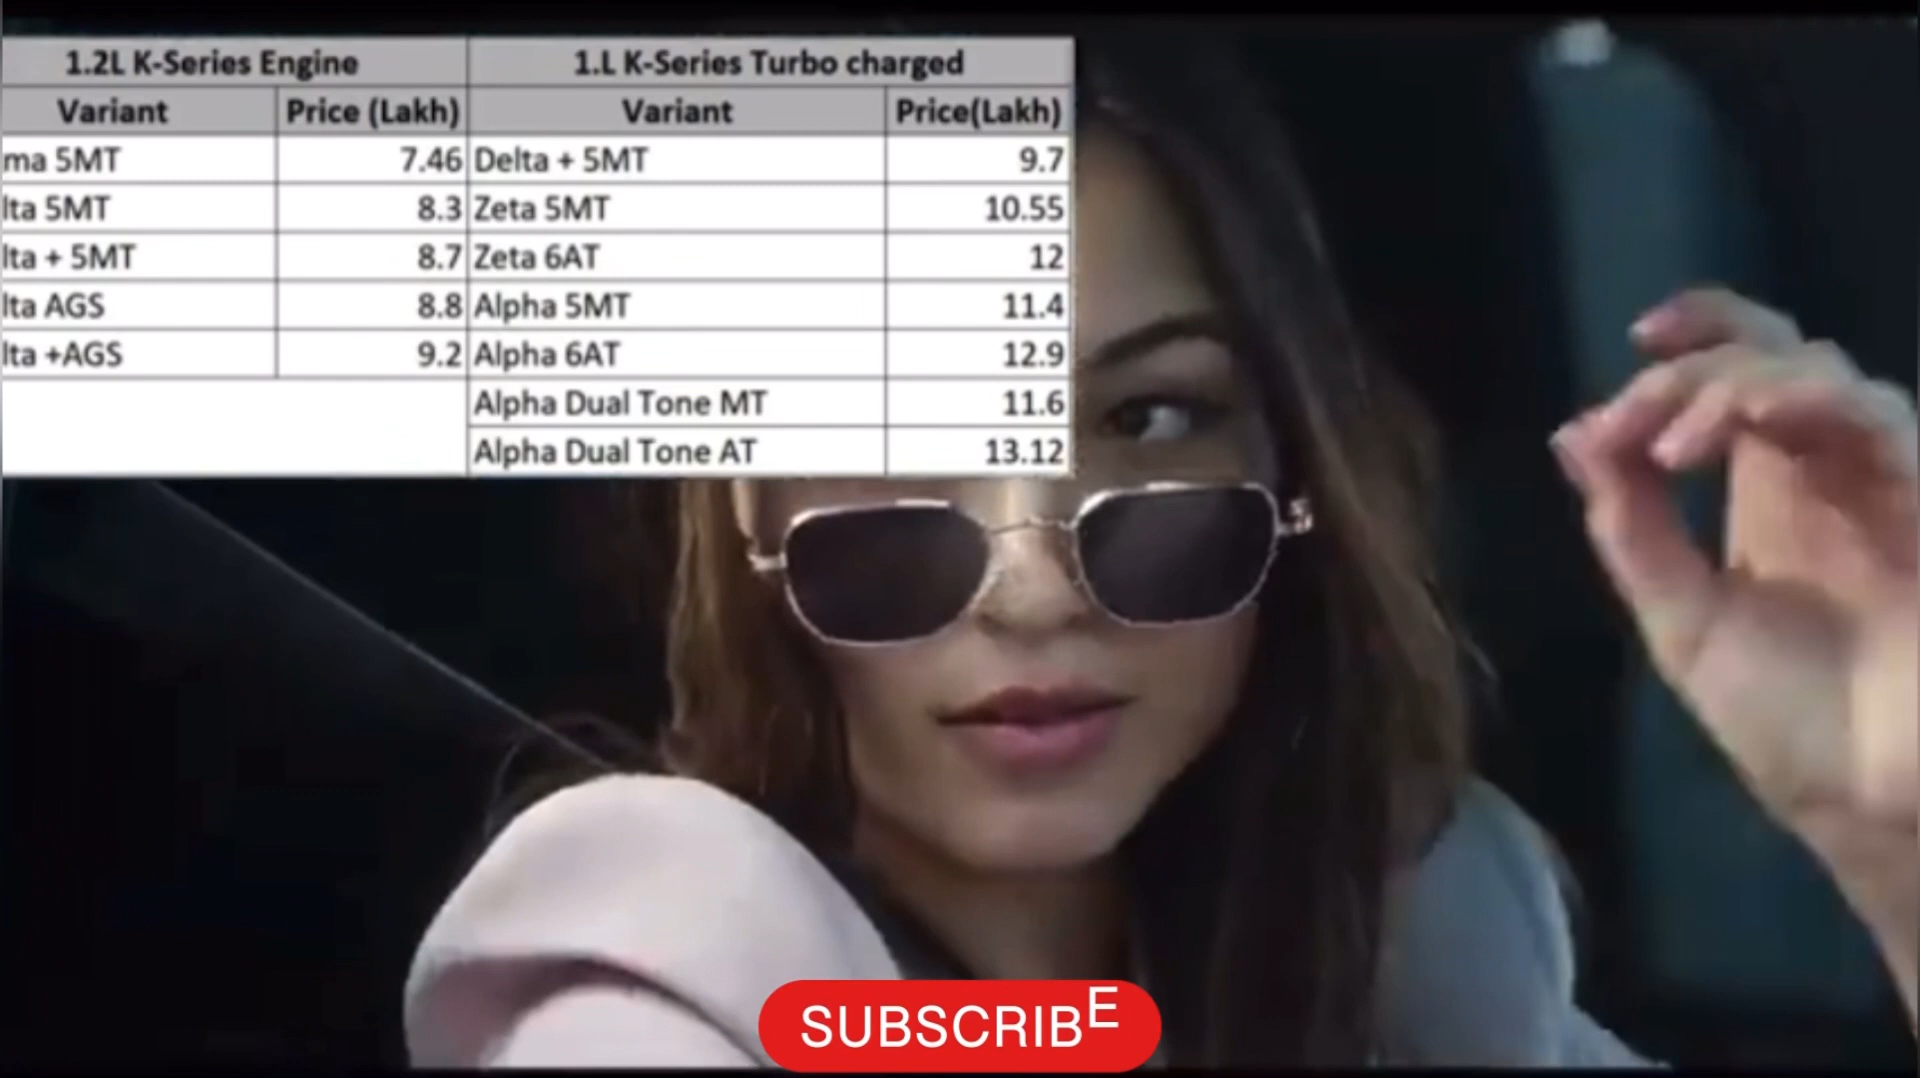 1.2L K-Series Engine 1.L K-Series Turbo charged
Variant Price (Lakh) Variant Price(Lakh)
ma 5MT 7.46 Delta + 5MT 9.7
lta 5MT 8.3 Zeta 5MT 10.55
lta + 5MT 8.7 Zeta 6AT 12
lta AGS 8.8 Alpha 5MT 11.4
lta +AGS 9.2 Alpha 6AT 12.9
Alpha Dual Tone MT 11.6
Alpha Dual Tone AT 13.12
SUBSCRIBE